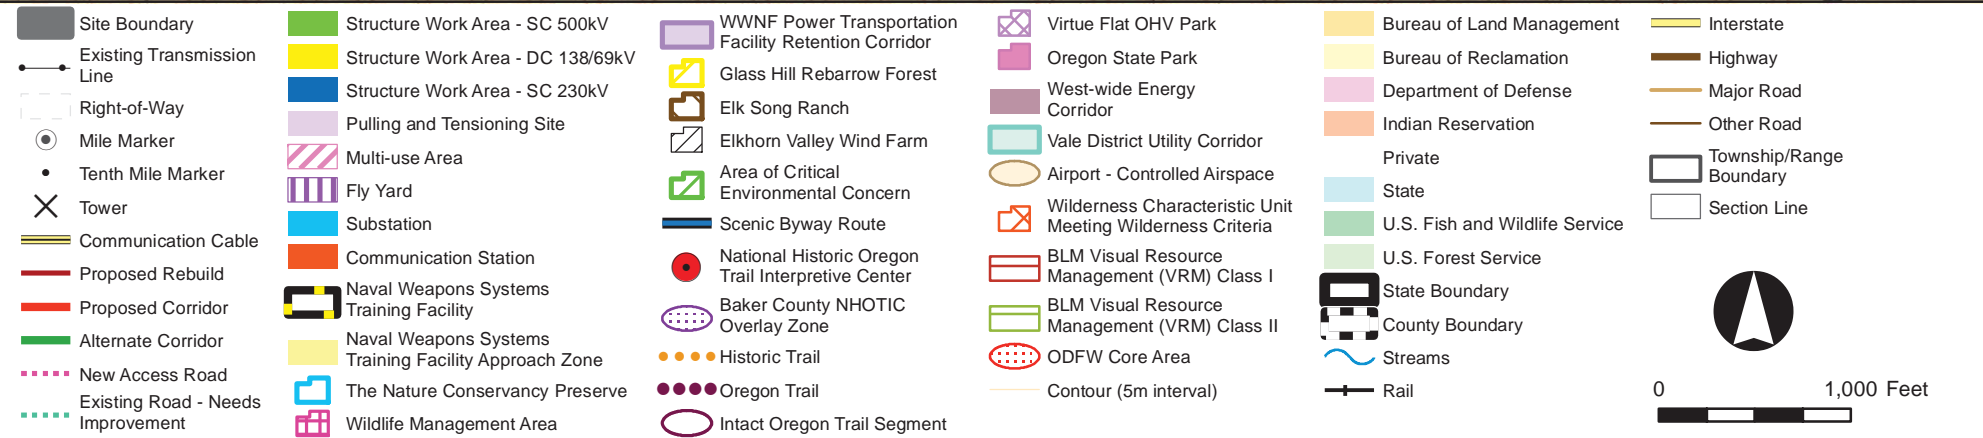 Site Boundary
Existing Transmission
Line
Right-of-Way
Mile Marker
Tenth Mile Marker
Tower
Communication Cable
Proposed Rebuild
Proposed Corridor
Alternate Corridor
New Access Road
Existing Road - Needs
Improvement
Structure Work Area - SC 500kV
Structure Work Area - DC 138/69kV
Structure Work Area - SC 230kV
Pulling and Tensioning Site
Multi-use Area
Fly Yard
Substation
Communication Station
Naval Weapons Systems
Training Facility
Naval Weapons Systems
Training Facility Approach Zone
The Nature Conservancy Preserve
Wildlife Management Area
WWNF Power Transportation
Facility Retention Corridor
Glass Hill Rebarrow Forest
Elk Song Ranch
Elkhorn Valley Wind Farm
Area of Critical
Environmental Concern
Scenic Byway Route
National Historic Oregon
Trail Interpretive Center
Baker County NHOTIC
Overlay Zone
Historic Trail
Oregon Trail
Intact Oregon Trail Segment
Virtue Flat OHV Park
Oregon State Park
West-wide Energy
Corridor
Vale District Utility Corridor
Airport - Controlled Airspace
Wilderness Characteristic Unit
Meeting Wilderness Criteria
BLM Visual Resource
Management (VRM) Class I
BLM Visual Resource
Management (VRM) Class II
ODFW Core Area
Contour (5m interval)
Bureau of Land Management
Bureau of Reclamation
Department of Defense
Indian Reservation
Private
State
U.S. Fish and Wildlife Service
U.S. Forest Service
State Boundary
County Boundary
Streams
Rail
Interstate
Highway
Major Road
Other Road
Township/Range
Boundary
Section Line
0 1,000 Feet